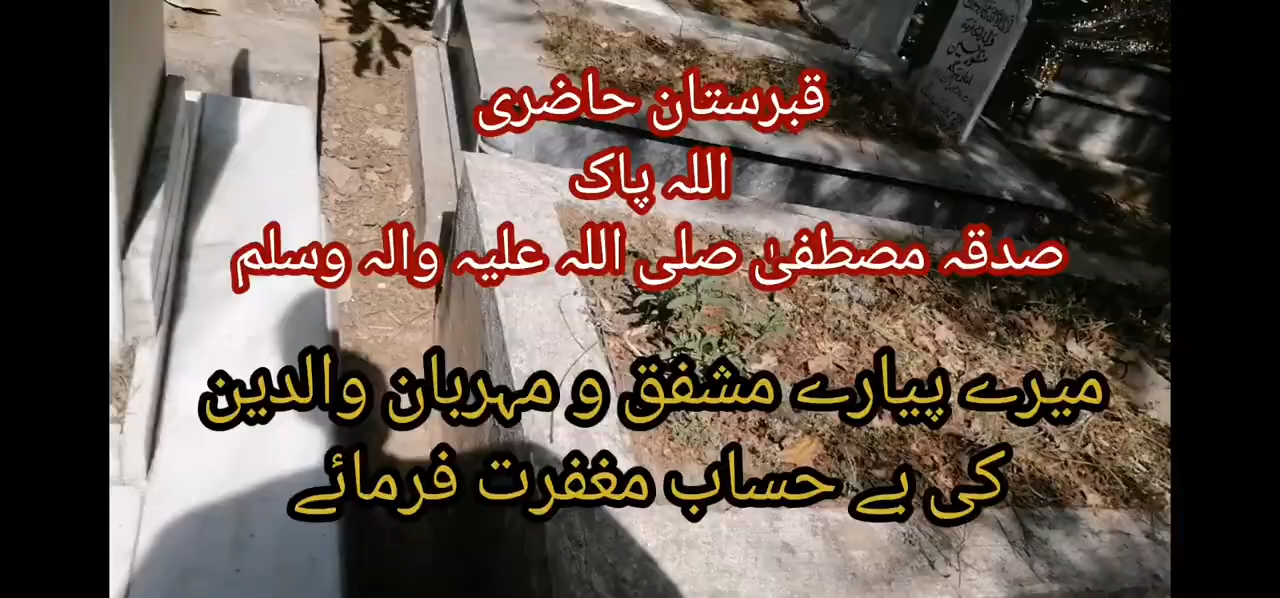 قبرستان حاضری
اللہ پاک
صدقہ مصطفیٰ صلی اللہ علیہ والہ وسلم
میرے پیارے مشفق و مہربان والدین
کی بے حساب مغفرت فرمائے